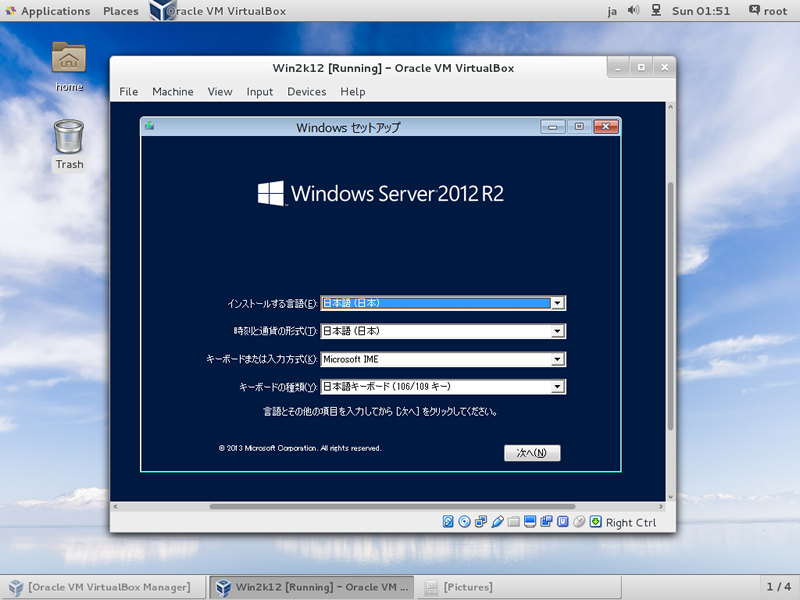 Applications Places Oracle VM VirtualBox ja Sun 01:51 root
home
Trash
Win2k12 [Running] - Oracle VM VirtualBox
File Machine View Input Devices Help
Windows セットアップ
Windows Server 2012 R2
インストールする言語(E): 日本語 (日本)
時刻と通貨の形式(T): 日本語 (日本)
キーボードまたは入力方式(K): Microsoft IME
キーボードの種類(Y): 日本語キーボード (106/109 キー)
言語とその他の項目を入力してから [次へ] をクリックしてください。
© 2013 Microsoft Corporation. All rights reserved.
次へ(N)
Right Ctrl
[Oracle VM VirtualBox Manager] Win2k12 [Running] - Oracle VM ... [Pictures] 1 / 4